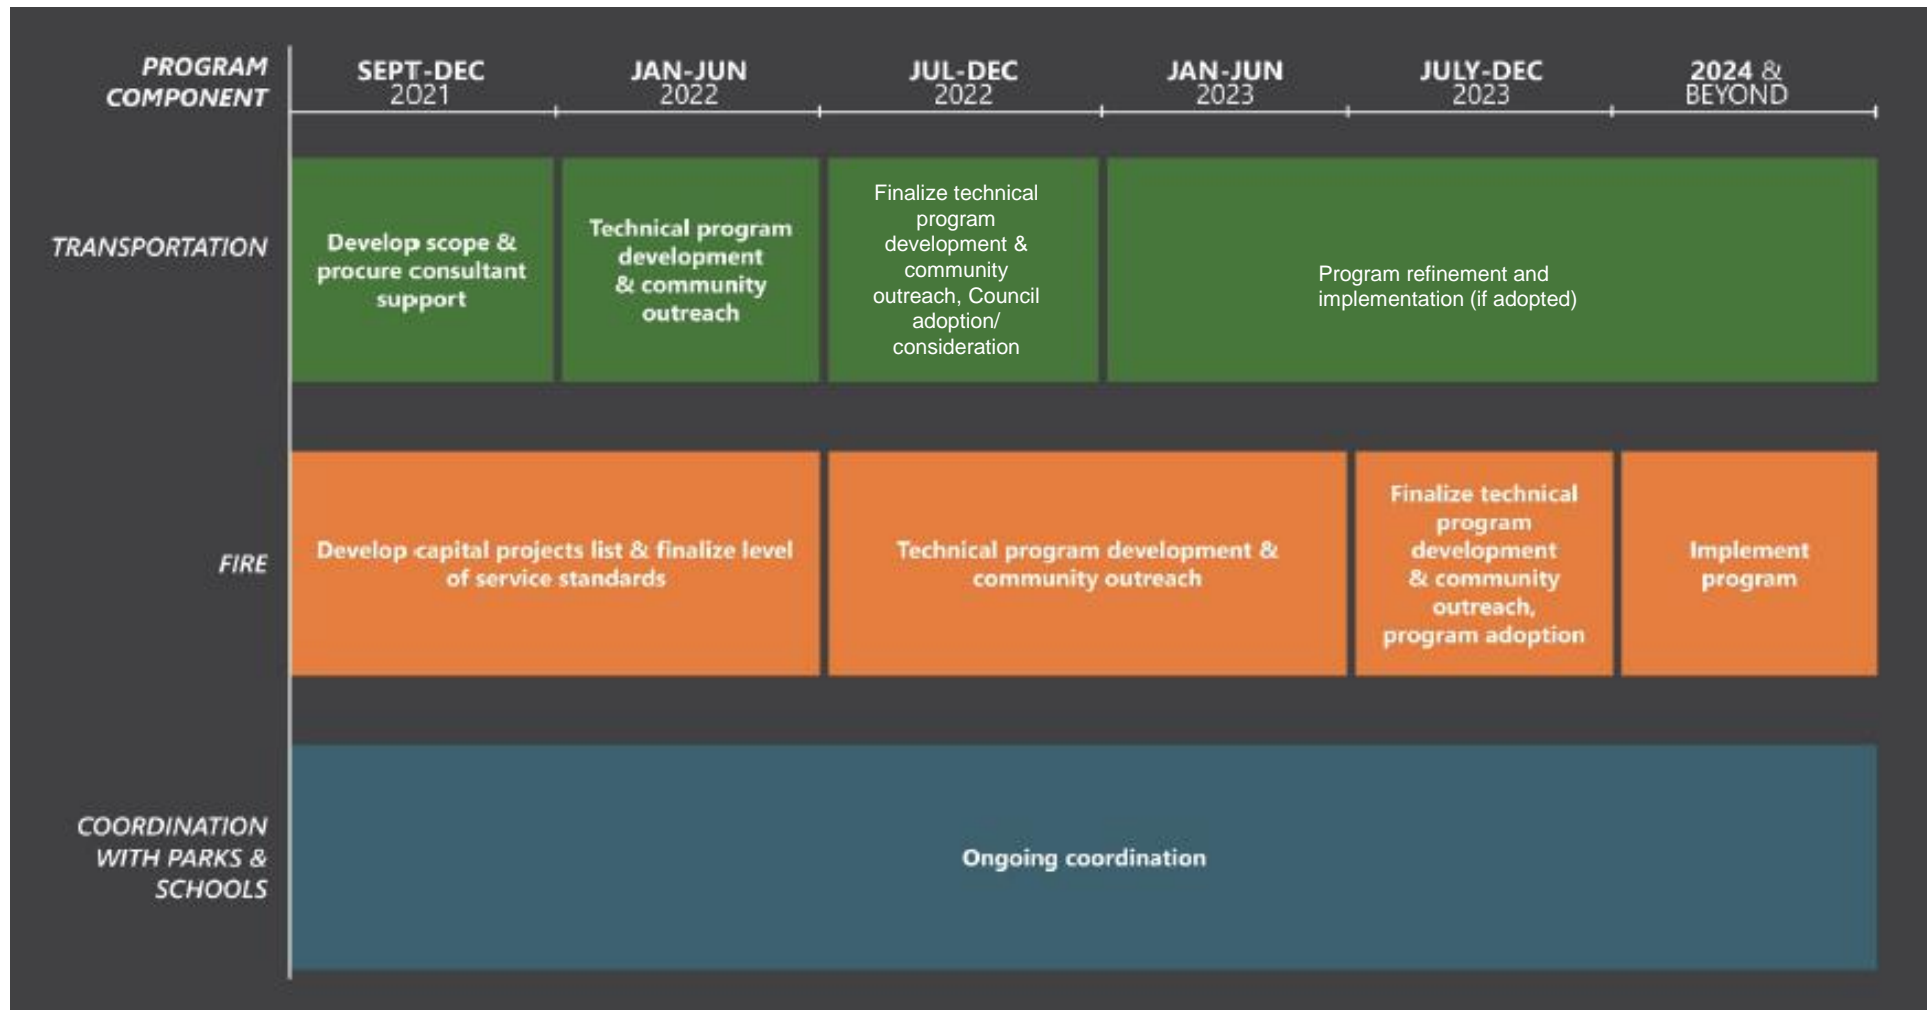 PROGRAM
COMPONENT
SEPT-DEC
2021
JAN-JUN
2022
JUL-DEC
2022
JAN-JUN
2023
JULY-DEC
2023
2024 &
BEYOND
TRANSPORTATION
Develop scope &
procure consultant
support
Technical program
development
& community
outreach
Finalize technical
program
development &
community
outreach, Council
adoption/
consideration
Program refinement and
implementation (if adopted)
FIRE
Develop capital projects list & finalize level
of service standards
Technical program development &
community outreach
Finalize technical
program
development
& community
outreach,
program adoption
Implement
program
COORDINATION
WITH PARKS &
SCHOOLS
Ongoing coordination